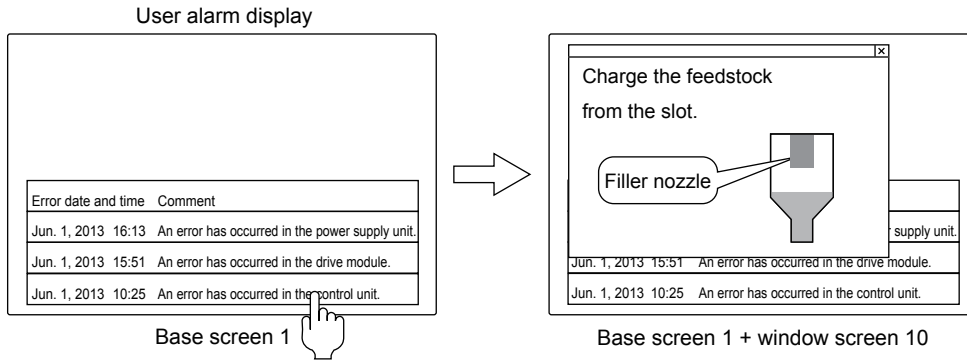 User alarm display
Error date and time Comment
Jun. 1, 2013 16:13 An error has occurred in the power supply unit.
Jun. 1, 2013 15:51 An error has occurred in the drive module.
Jun. 1, 2013 10:25 An error has occurred in the control unit.
Base screen 1
Charge the feedstock
from the slot.
Filler nozzle
supply unit.
Jun. 1, 2013 15:51 An error has occurred in the drive module.
Jun. 1, 2013 10:25 An error has occurred in the control unit.
Base screen 1 + window screen 10